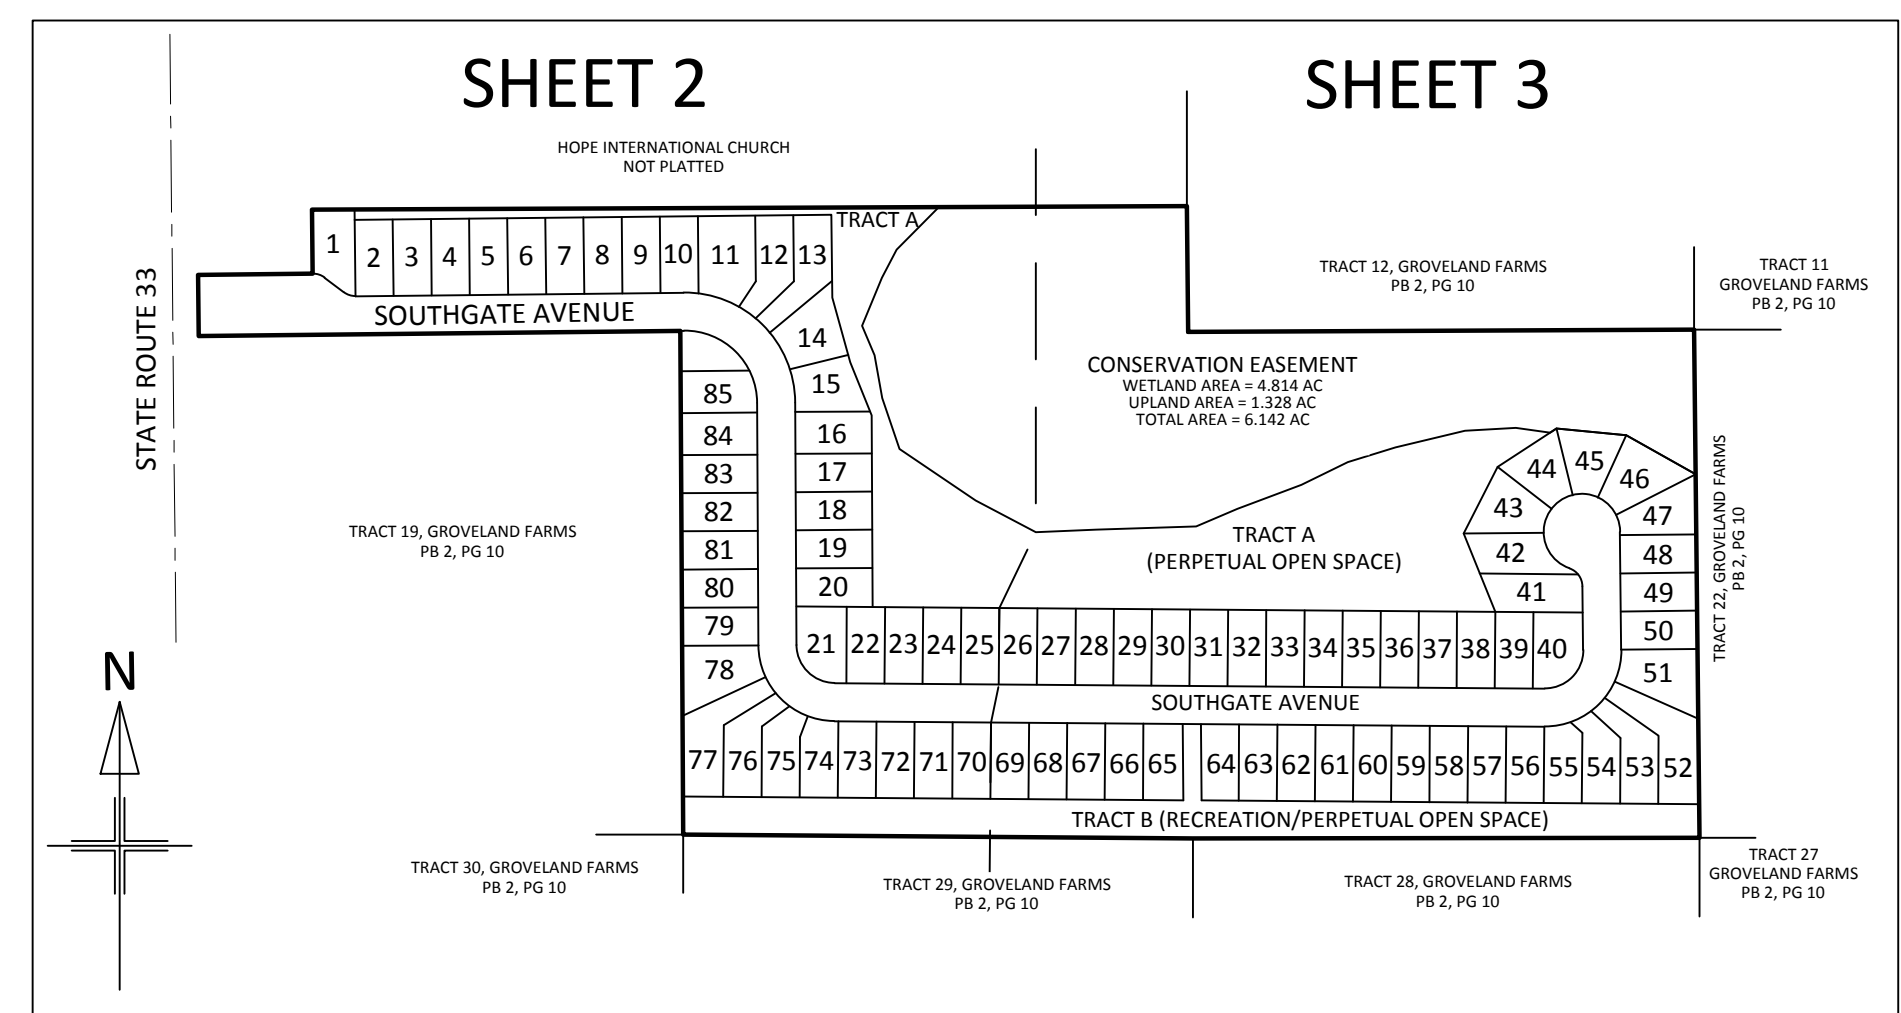 SHEET 2
SHEET 3
HOPE INTERNATIONAL CHURCH
NOT PLATTED
TRACT A
1
2
3
4
5
6
7
8
9
10
11
12
13
TRACT 12, GROVELAND FARMS
PB 2, PG 10
TRACT 11
GROVELAND FARMS
PB 2, PG 10
STATE ROUTE 33
SOUTHGATE AVENUE
14
15
16
17
18
19
20
85
84
83
82
81
80
79
78
CONSERVATION EASEMENT
WETLAND AREA = 4.814 AC
UPLAND AREA = 1.328 AC
TOTAL AREA = 6.142 AC
TRACT 19, GROVELAND FARMS
PB 2, PG 10
TRACT A
(PERPETUAL OPEN SPACE)
44
45
46
43
47
42
48
41
49
50
51
TRACT 22, GROVELAND FARMS
PB 2, PG 10
21
22
23
24
25
26
27
28
29
30
31
32
33
34
35
36
37
38
39
40
N
SOUTHGATE AVENUE
77
76
75
74
73
72
71
70
69
68
67
66
65
64
63
62
61
60
59
58
57
56
55
54
53
52
TRACT B (RECREATION/PERPETUAL OPEN SPACE)
TRACT 30, GROVELAND FARMS
PB 2, PG 10
TRACT 29, GROVELAND FARMS
PB 2, PG 10
TRACT 28, GROVELAND FARMS
PB 2, PG 10
TRACT 27
GROVELAND FARMS
PB 2, PG 10